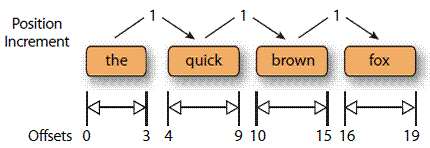 Position Increment 1 1 1
the quick brown fox
Offsets 0 3 4 9 10 15 16 19